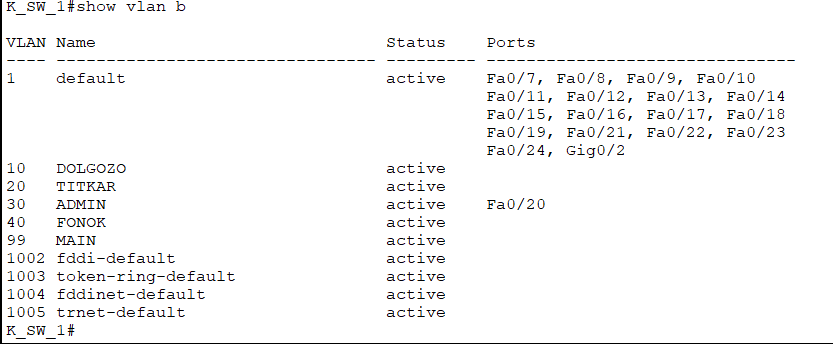 K_SW_1#show vlan b
VLAN Name                             Status    Ports
---- -------------------------------- --------- -------------------------------
1    default                          active    Fa0/7, Fa0/8, Fa0/9, Fa0/10
                                                Fa0/11, Fa0/12, Fa0/13, Fa0/14
                                                Fa0/15, Fa0/16, Fa0/17, Fa0/18
                                                Fa0/19, Fa0/21, Fa0/22, Fa0/23
                                                Fa0/24, Gig0/2
10   DOLGOZO                          active
20   TITKAR                           active
30   ADMIN                            active    Fa0/20
40   FONOK                            active
99   MAIN                             active
1002 fddi-default                     active
1003 token-ring-default               active
1004 fddinet-default                  active
1005 trnet-default                    active
K_SW_1#